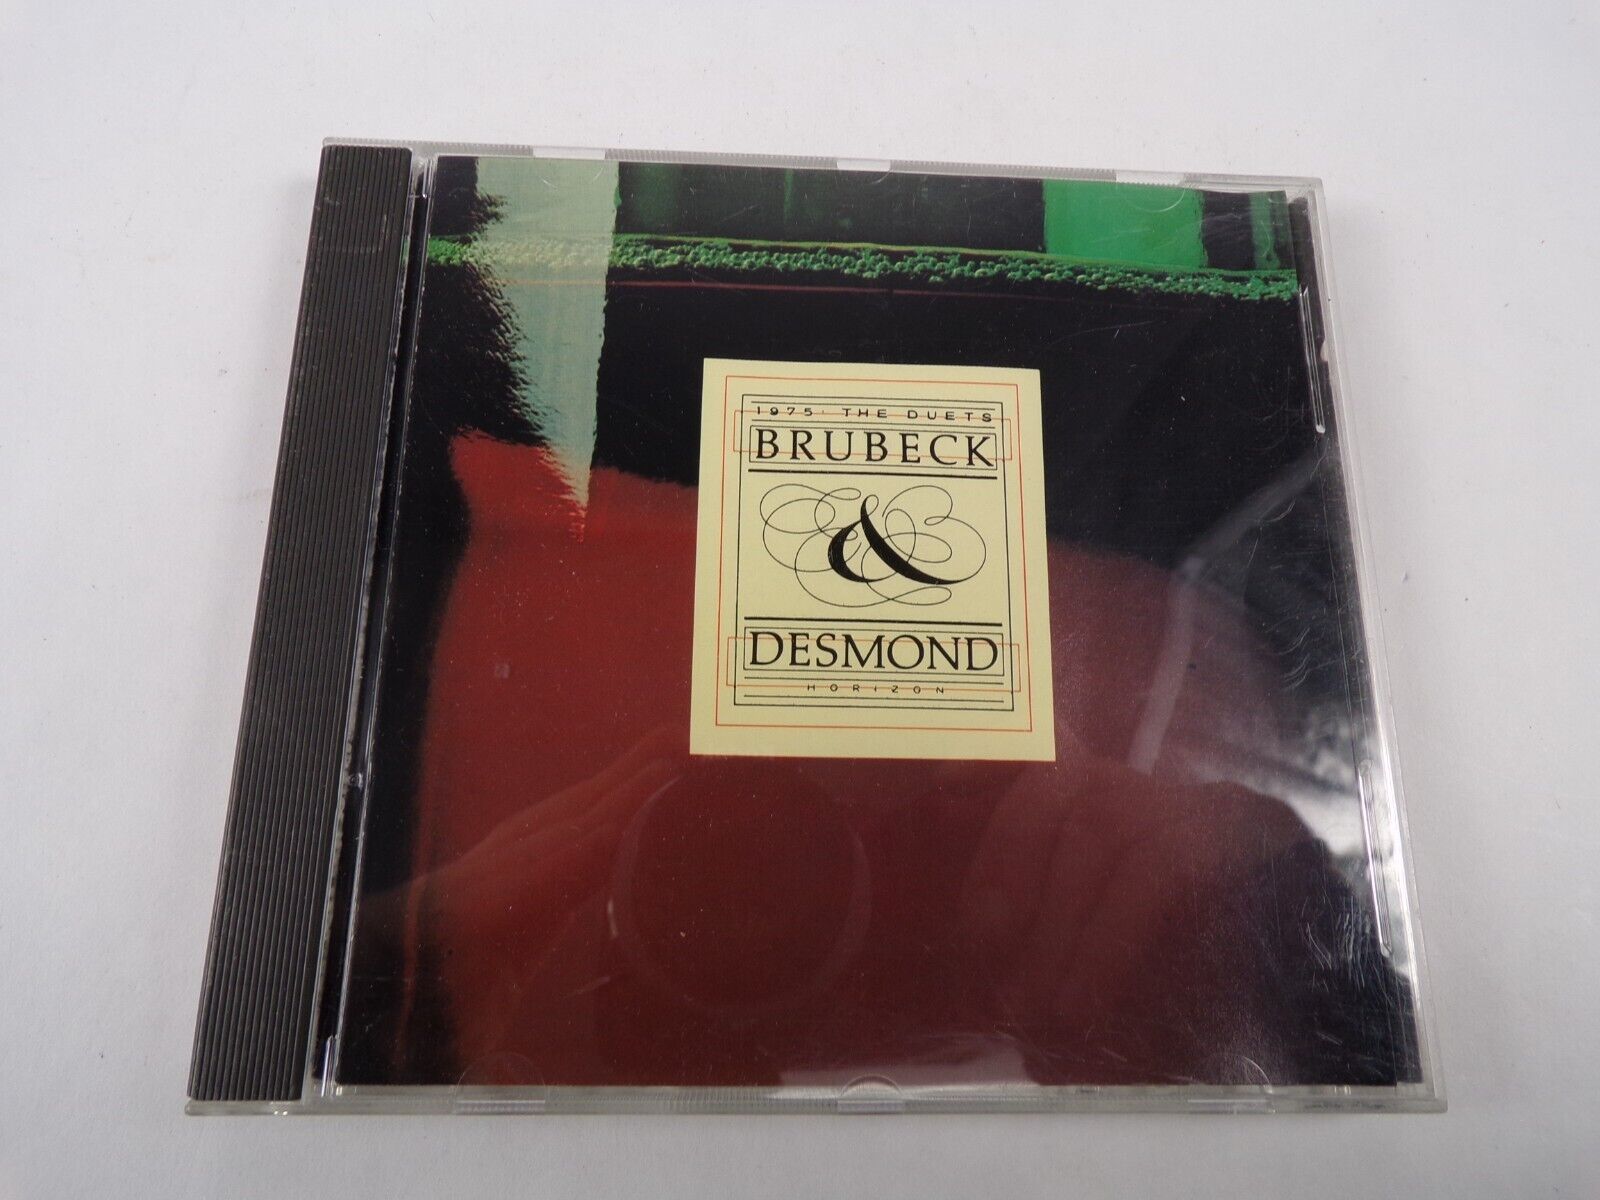 1975: THE DUETS
BRUBECK
&
DESMOND
HORIZON